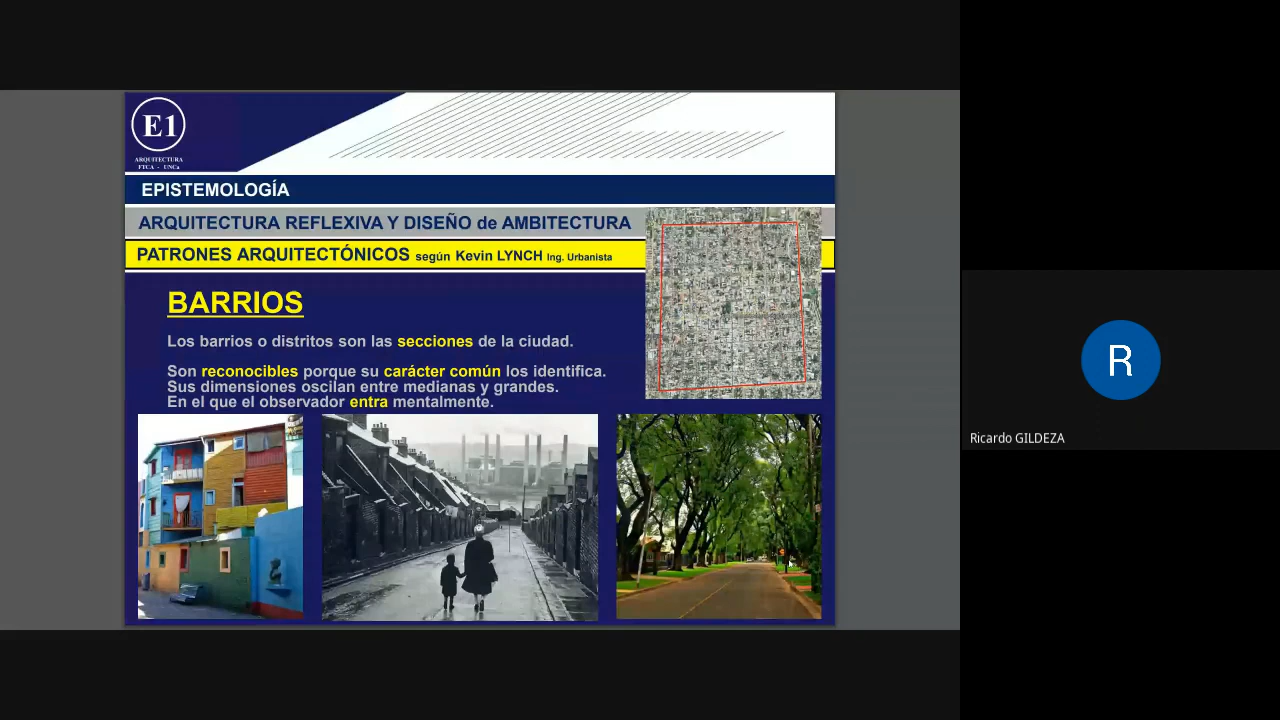 E1
ARQUITECTURA
FTCA - UNCa
EPISTEMOLOGÍA
ARQUITECTURA REFLEXIVA Y DISEÑO de AMBITECTURA
PATRONES ARQUITECTÓNICOS según Kevin LYNCH Ing. Urbanista
BARRIOS
Los barrios o distritos son las secciones de la ciudad.
Son reconocibles porque su carácter común los identifica.
Sus dimensiones oscilan entre medianas y grandes.
En el que el observador entra mentalmente.
R
Ricardo GILDEZA